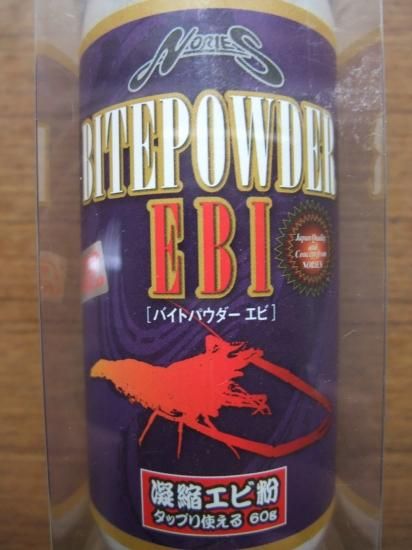 NORIES
BITEPOWDER
EBI
Japan Quality
and
Concept from
NORIES
[バイトパウダー エビ]
凝縮エビ粉
タップリ使える 60g